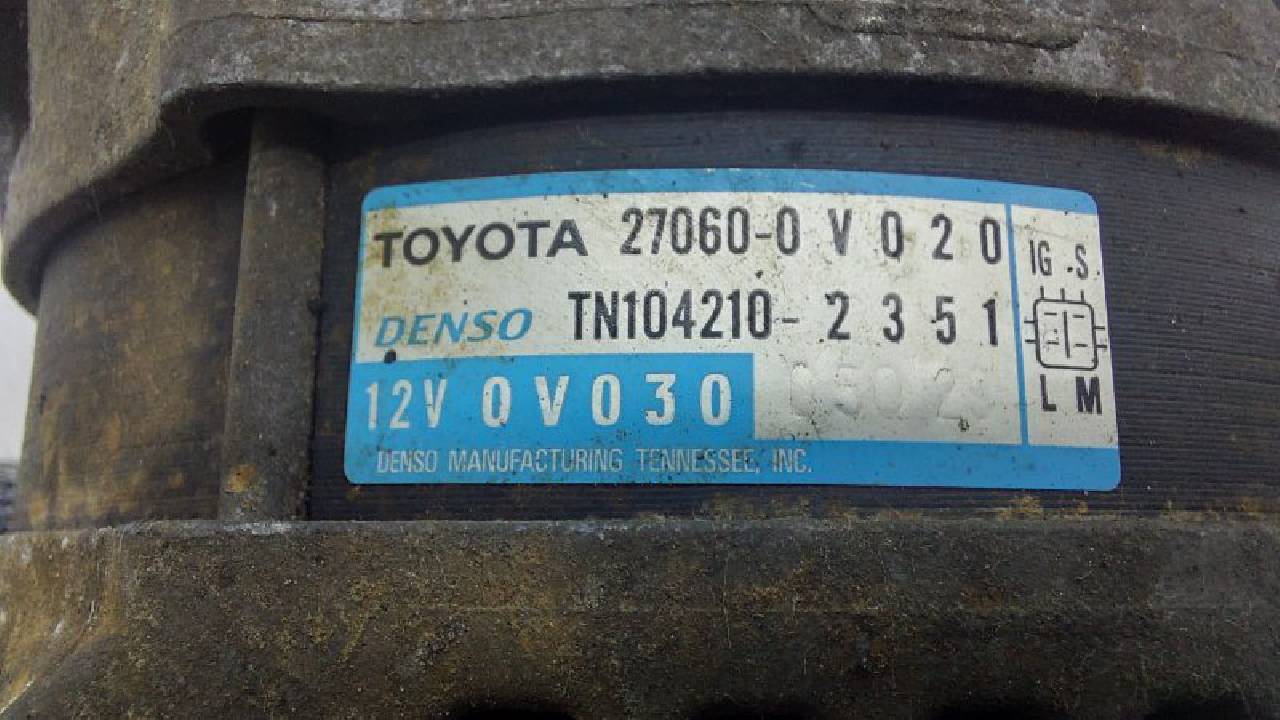 TOYOTA 27060-0V020
DENSO TN104210-2351
12V 0V030
DENSO MANUFACTURING TENNESSEE, INC.
IG S
L M